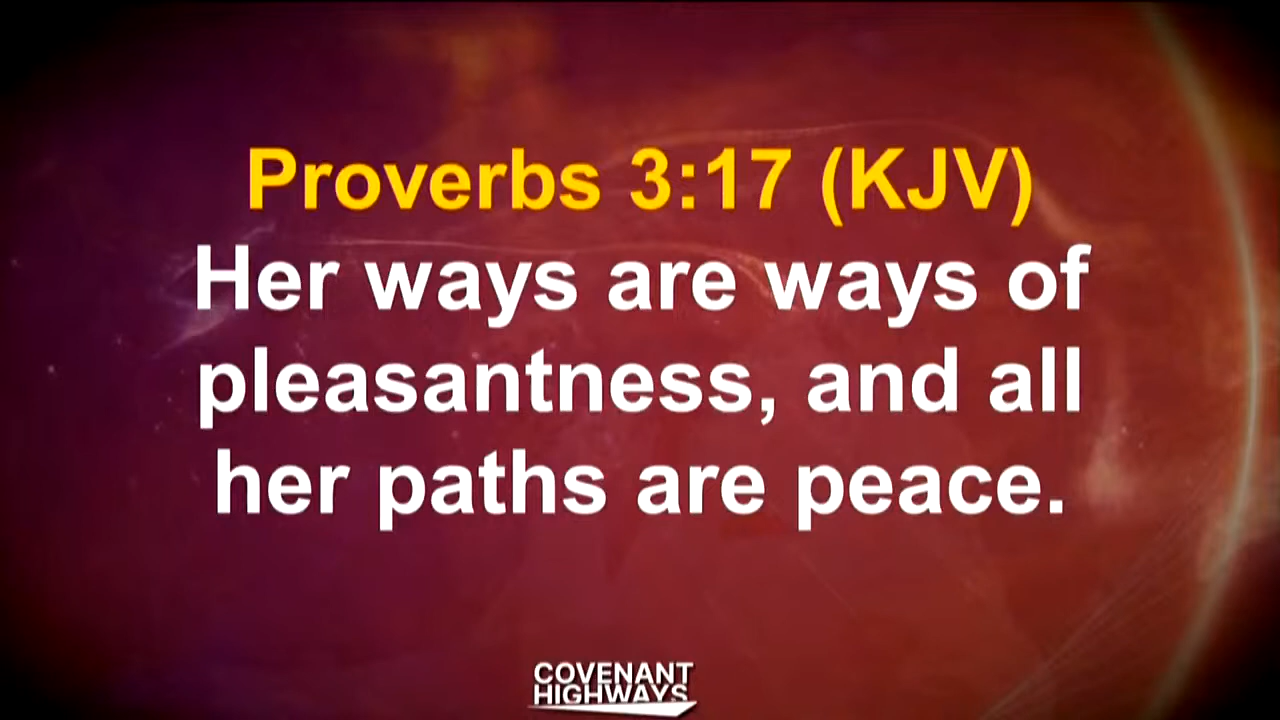 Proverbs 3:17 (KJV)
Her ways are ways of
pleasantness, and all
her paths are peace.
COVENANT
HIGHWAYS